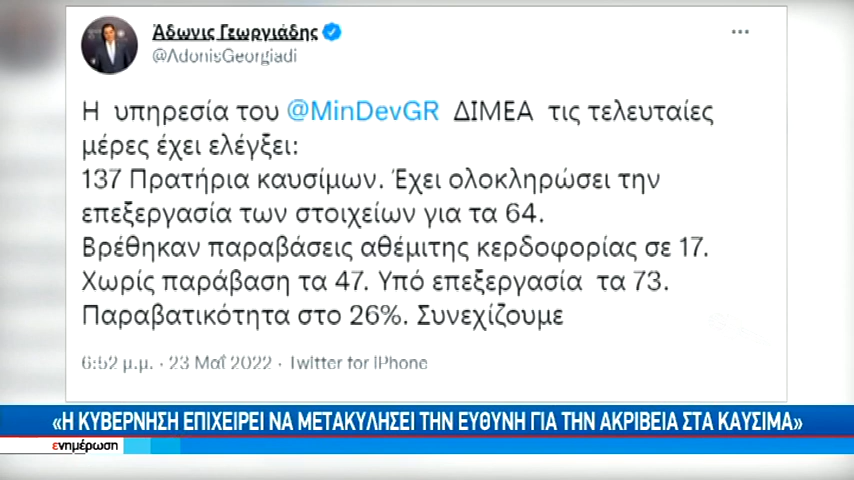 Άδωνις Γεωργιάδης
@AdonisGeorgiadi
Η υπηρεσία του @MinDevGR ΔΙΜΕΑ τις τελευταίες
μέρες έχει ελέγξει:
137 Πρατήρια καυσίμων. Έχει ολοκληρώσει την
επεξεργασία των στοιχείων για τα 64.
Βρέθηκαν παραβάσεις αθέμιτης κερδοφορίας σε 17.
Χωρίς παράβαση τα 47. Υπό επεξεργασία τα 73.
Παραβατικότητα στο 26%. Συνεχίζουμε
6:52 μ.μ. · 23 Μαΐ 2022 · Twitter for iPhone
«Η ΚΥΒΕΡΝΗΣΗ ΕΠΙΧΕΙΡΕΙ ΝΑ ΜΕΤΑΚΥΛΗΣΕΙ ΤΗΝ ΕΥΘΥΝΗ ΓΙΑ ΤΗΝ ΑΚΡΙΒΕΙΑ ΣΤΑ ΚΑΥΣΙΜΑ»
ενημέρωση